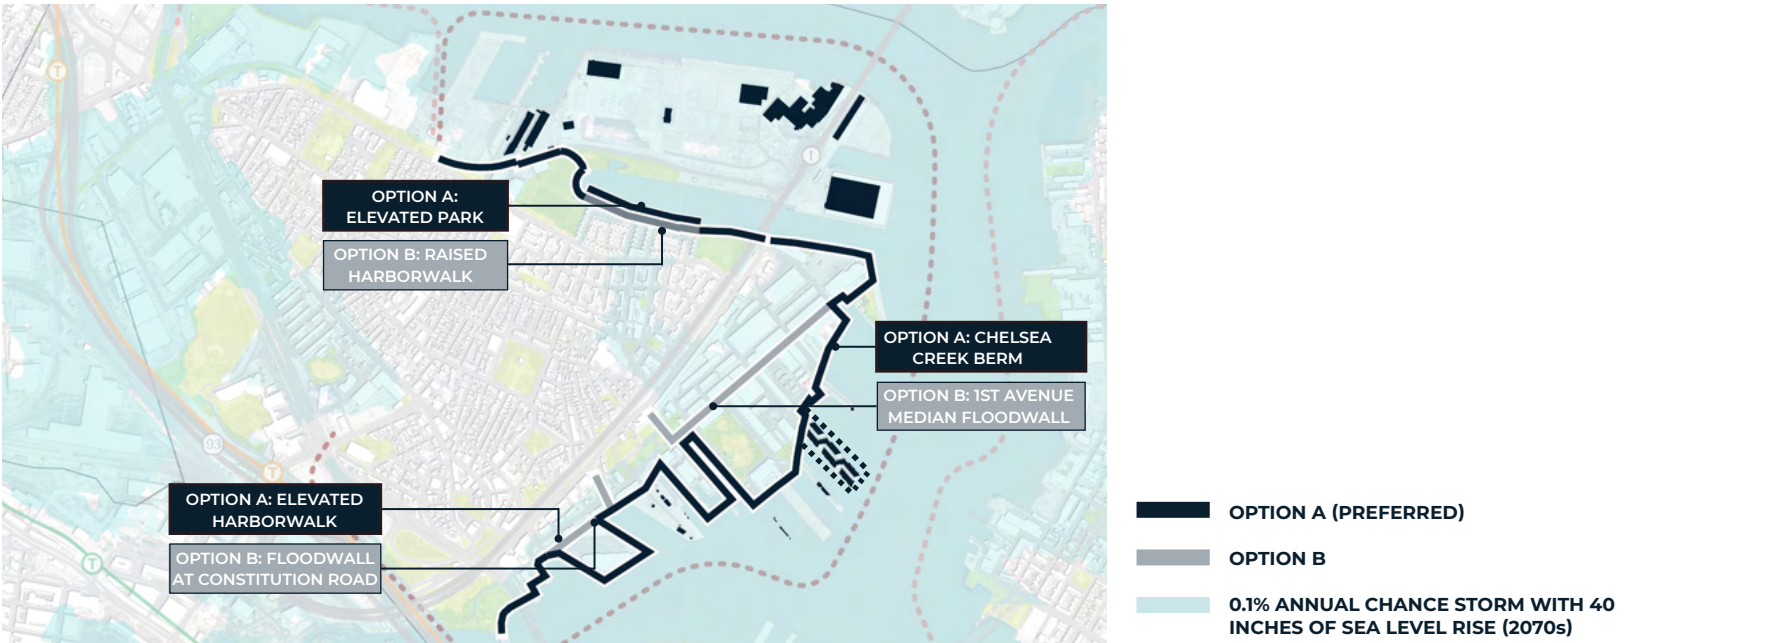 T
1
OPTION A:
ELEVATED PARK
OPTION B: RAISED
HARBORWALK
OPTION A: CHELSEA
CREEK BERM
OPTION B: 1ST AVENUE
MEDIAN FLOODWALL
93
T
OPTION A: ELEVATED
HARBORWALK
OPTION B: FLOODWALL
AT CONSTITUTION ROAD
T
OPTION A (PREFERRED)
OPTION B
0.1% ANNUAL CHANCE STORM WITH 40
INCHES OF SEA LEVEL RISE (2070s)